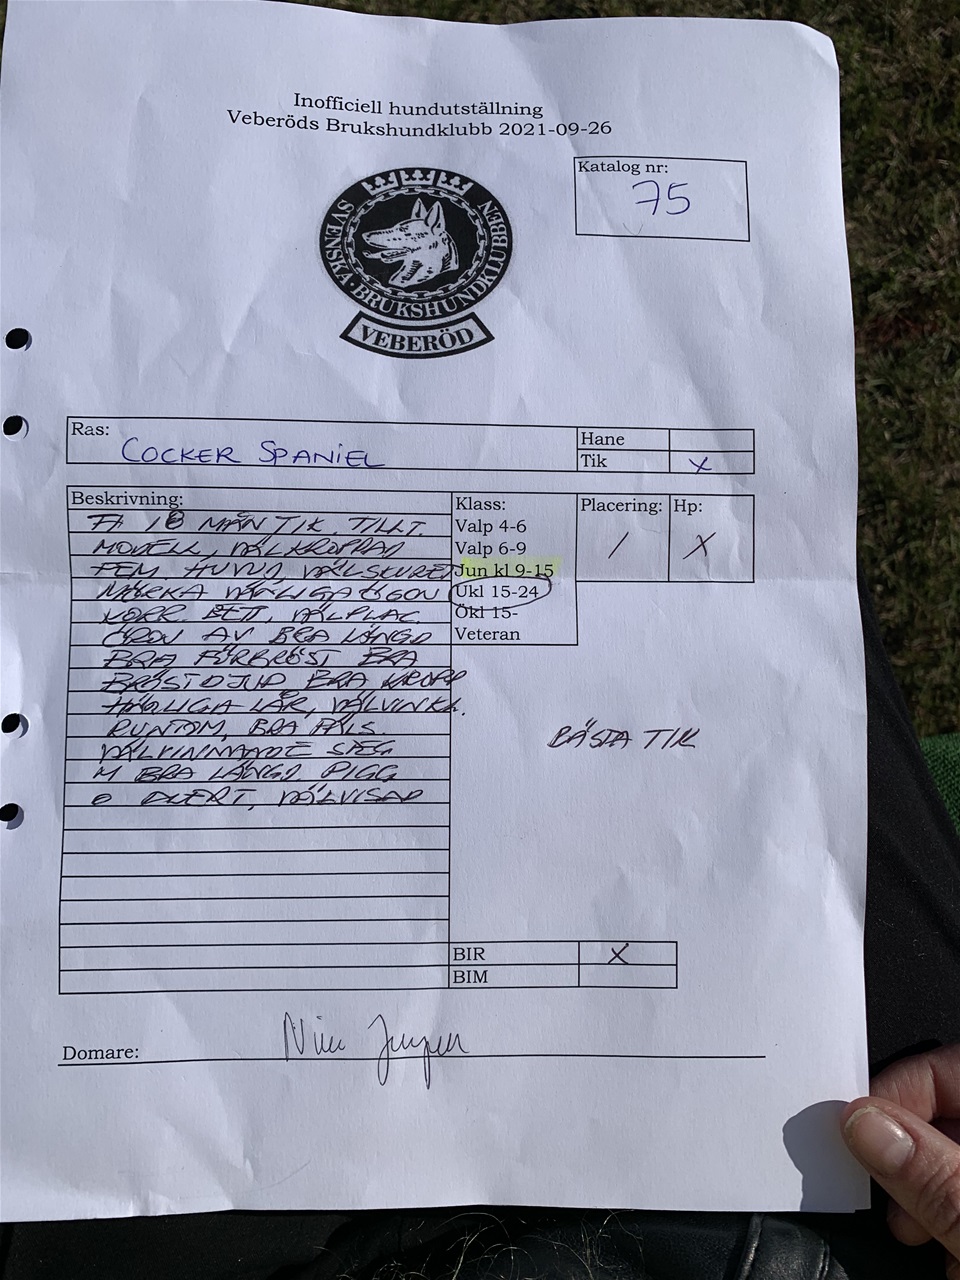 Inofficiell hundutställning
Veberöds Brukshundklubb 2021-09-26
Katalog nr:
75
SVENSKA · BRUKSHUNDKLUBBEN
VEBERÖD
Ras:
COCKER SPANIEL
Hane
Tik X
Beskrivning:
18 MÅN TIK. TILLT.
MODELL, VÄLKROPPAD
FEM HUVUD, VÄLSKURET
MÖRKA VÄNLIGA ÖGON
KORR. BETT, VÄLPLAC.
ÖRON AV BRA LÄNGD
BRA FÖRBRÖST BRA
BRÖSTDJUP BRA KROPP
LÅR, VÄLVINKL.
RUNTOM, BRA PÄLS.
VÄLVINNANDE STEG
M BRA LÄNGD PIGG
O ALERT, VÄLVISAD
Klass:
Valp 4-6
Valp 6-9
Jun kl 9-15
Ukl 15-24
Ökl 15-
Veteran
Placering: Hp:
1 X
BÄSTA TIK
BIR X
BIM
Domare: